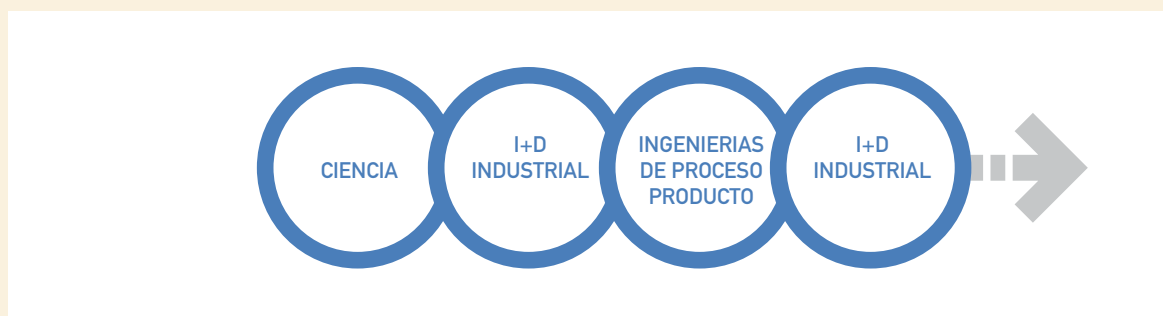 CIENCIA
I+D
INDUSTRIAL
INGENIERIAS
DE PROCESO
PRODUCTO
I+D
INDUSTRIAL